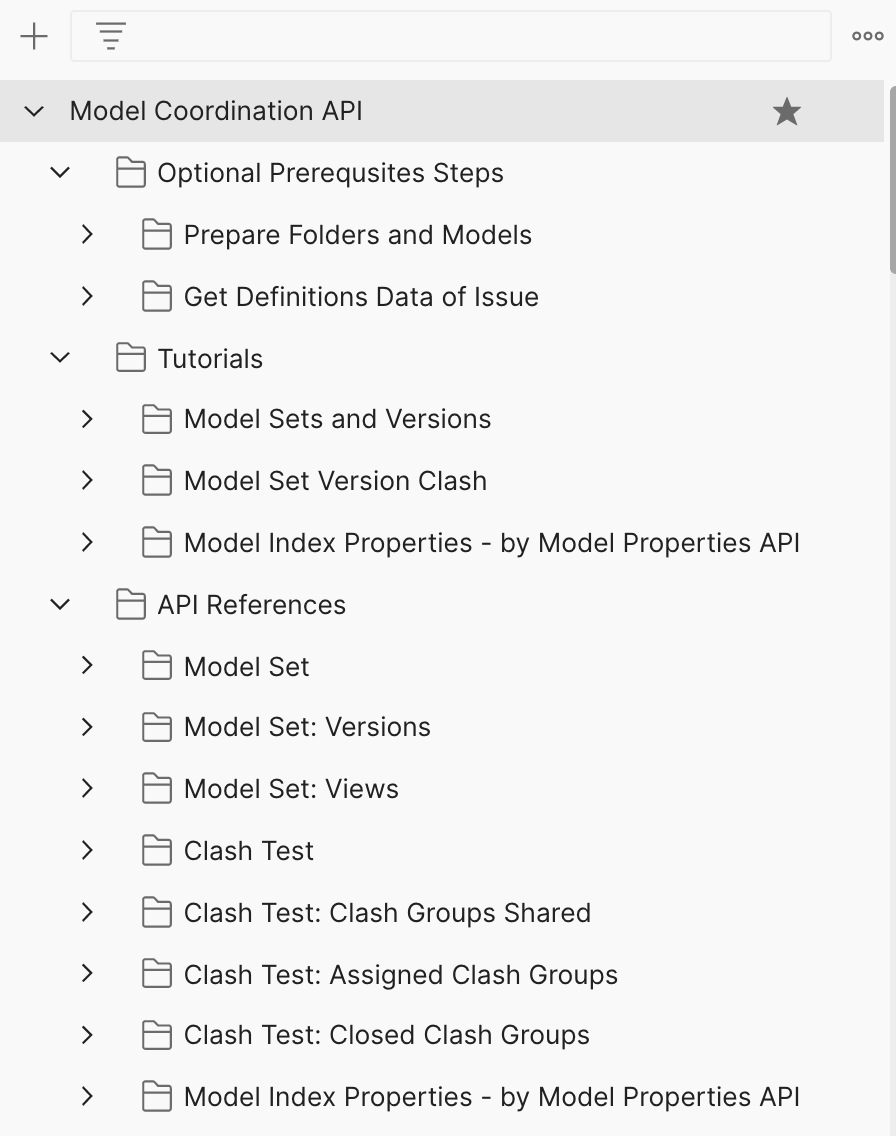 Model Coordination API
Optional Prerequsites Steps
Prepare Folders and Models
Get Definitions Data of Issue
Tutorials
Model Sets and Versions
Model Set Version Clash
Model Index Properties - by Model Properties API
API References
Model Set
Model Set: Versions
Model Set: Views
Clash Test
Clash Test: Clash Groups Shared
Clash Test: Assigned Clash Groups
Clash Test: Closed Clash Groups
Model Index Properties - by Model Properties API